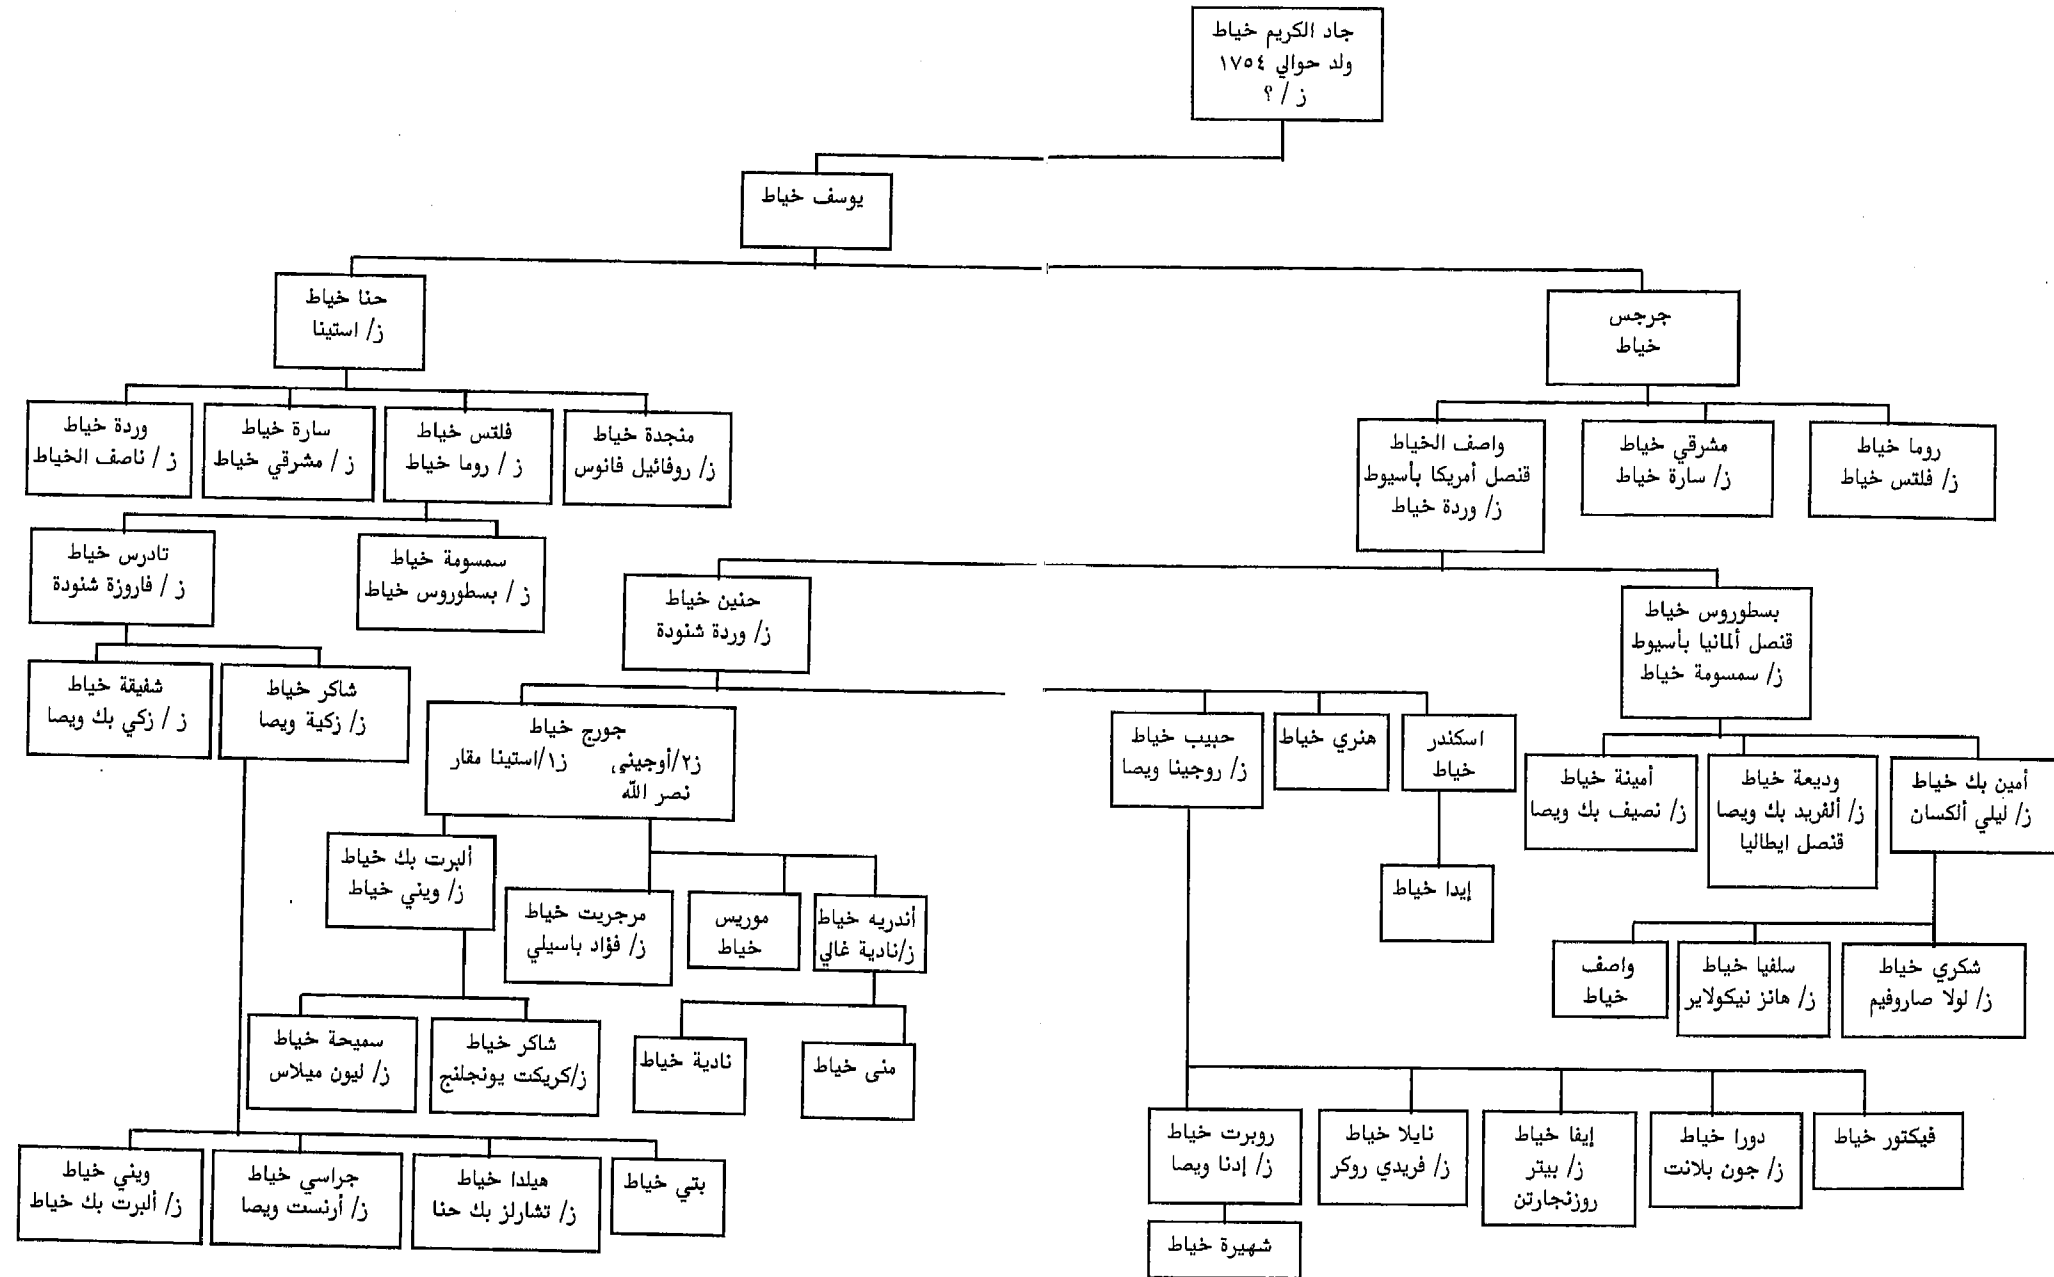 جاد الكريم خياط
ولد حوالي ١٧٥٤
ز / ؟
يوسف خياط
جرجس
خياط
حنا خياط
ز/ استينا
روما خياط
ز/ فلتس خياط
مشرقي خياط
ز/ سارة خياط
واصف الخياط
قنصل أمريكا بأسيوط
ز/ وردة خياط
منجدة خياط
ز/ روفائيل فانوس
فلتس خياط
ز / روما خياط
سارة خياط
ز / مشرقي خياط
وردة خياط
ز / ناصف الخياط
بسطوروس خياط
قنصل ألمانيا بأسيوط
ز/ سمسومة خياط
حنين خياط
ز/ وردة شنودة
سمسومة خياط
ز / بسطوروس خياط
تادرس خياط
ز / فاروزة شنودة
أمين بك خياط
ز/ ليلي ألكسان
وديعة خياط
ز/ ألفريد بك ويصا
قنصل ايطاليا
أمينة خياط
ز/ نصيف بك ويصا
اسكندر
خياط
هنري خياط
حبيب خياط
ز/ روجينا ويصا
جورج خياط
ز٢/أوجيني ز١/استينا مقار
نصر الله
شاكر خياط
ز/ زكية ويصا
شفيقة خياط
ز / زكي بك ويصا
إيدا خياط
أندريه خياط
ز/نادية غالي
موريس
خياط
مرجريت خياط
ز/ فؤاد باسيلي
ألبرت بك خياط
ز/ ويني خياط
شكري خياط
ز/ لولا صاروفيم
سلفيا خياط
ز/ هانز نيكولاير
واصف
خياط
منى خياط
نادية خياط
شاكر خياط
ز/كريكت يونجلنج
سميحة خياط
ز/ ليون ميلاس
فيكتور خياط
دورا خياط
ز/ جون بلانت
إيفا خياط
ز/ بيتر
روزنجارتن
نايلا خياط
ز/ فريدي روكر
روبرت خياط
ز/ إدنا ويصا
بتي خياط
هيلدا خياط
ز/ تشارلز بك حنا
جراسي خياط
ز/ أرنست ويصا
ويني خياط
ز/ ألبرت بك خياط
شهيرة خياط